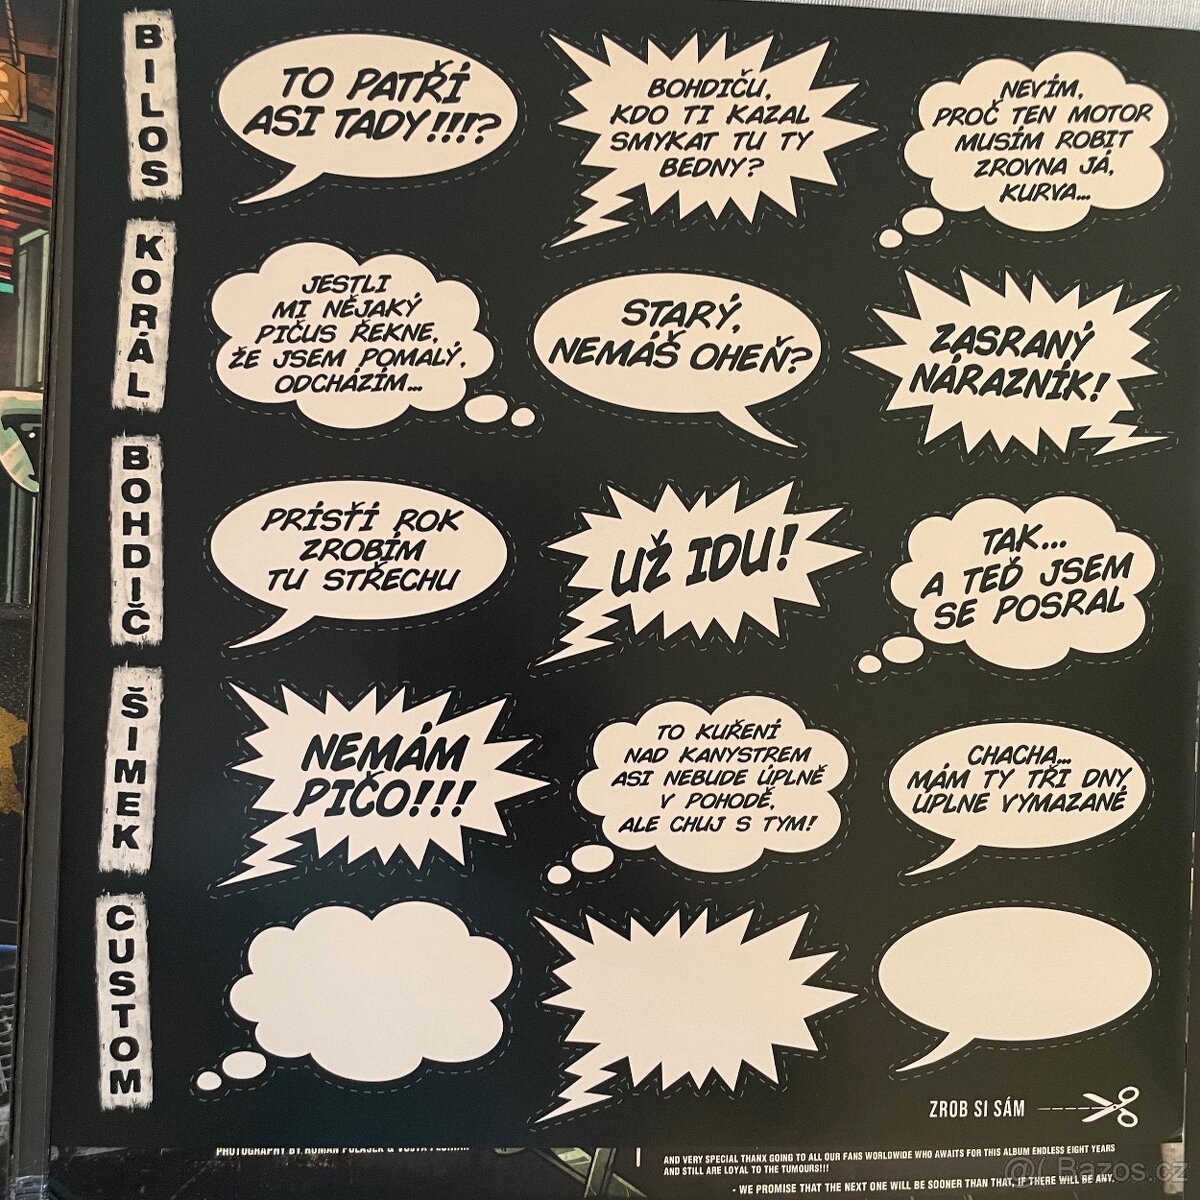 BILOS
TO PATŘÍ
ASI TADY!!!?
BOHDIČU,
KDO TI KAZAL
SMYKAT TU TY
BEDNY?
NEVÍM,
PROČ TEN MOTOR
MUSÍM ROBIT
ZROVNA JÁ,
KURVA...
KORÁL
JESTLI
MI NĚJAKÝ
PIČUS ŘEKNE,
ŽE JSEM POMALÝ,
ODCHÁZÍM...
STARÝ,
NEMÁŠ OHEŇ?
ZASRANÝ
NÁRAZNÍK!
BOHDIČ
PRÍSTÍ ROK
ZROBÍM
TU STŘECHU
UŽ IDU!
TAK...
A TEĎ JSEM
SE POSRAL
ŠIMEK
NEMÁM
PIČO!!!
TO KUŘENÍ
NAD KANYSTREM
ASI NEBUDE ÚPLNĚ
V POHODĚ,
ALE CHUJ S TYM!
CHACHA...
MÁM TY TŘI DNY
ÚPLNE VYMAZANÉ
CUSTOM
ZROB SI SÁM
PHOTOGRAPHY BY ROMAN POLÁŠEK &
AND VERY SPECIAL THANX GOING TO ALL OUR FANS WORLDWIDE WHO AWAITS FOR THIS ALBUM ENDLESS EIGHT YEARS
AND STILL ARE LOYAL TO THE TUMOURS!!!
- WE PROMISE THAT THE NEXT ONE WILL BE SOONER THAN THAT, IF THERE WILL BE ANY.
Bazos.cz